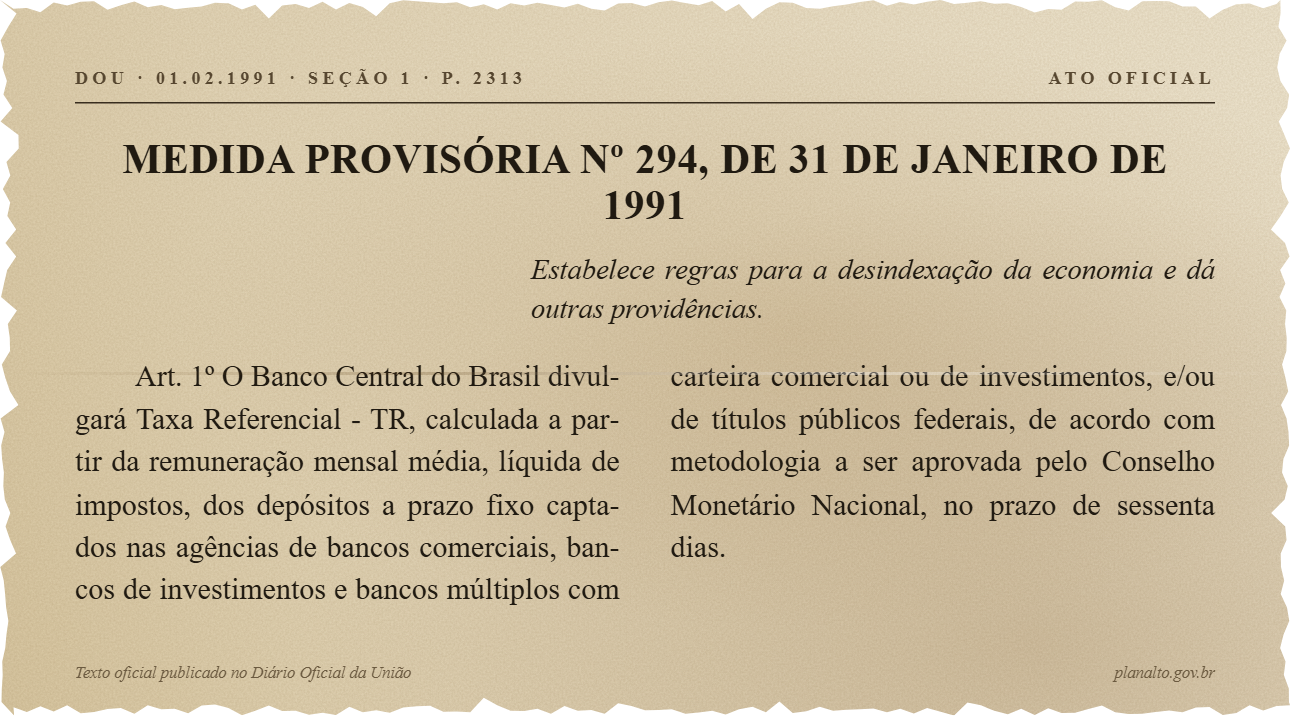 DOU · 01.02.1991 · SEÇÃO 1 · P. 2313
ATO OFICIAL
MEDIDA PROVISÓRIA Nº 294, DE 31 DE JANEIRO DE
1991
Estabelece regras para a desindexação da economia e dá
outras providências.
Art. 1º O Banco Central do Brasil divul-
gará Taxa Referencial - TR, calculada a par-
tir da remuneração mensal média, líquida de
impostos, dos depósitos a prazo fixo capta-
dos nas agências de bancos comerciais, ban-
cos de investimentos e bancos múltiplos com
carteira comercial ou de investimentos, e/ou
de títulos públicos federais, de acordo com
metodologia a ser aprovada pelo Conselho
Monetário Nacional, no prazo de sessenta
dias.
Texto oficial publicado no Diário Oficial da União
planalto.gov.br